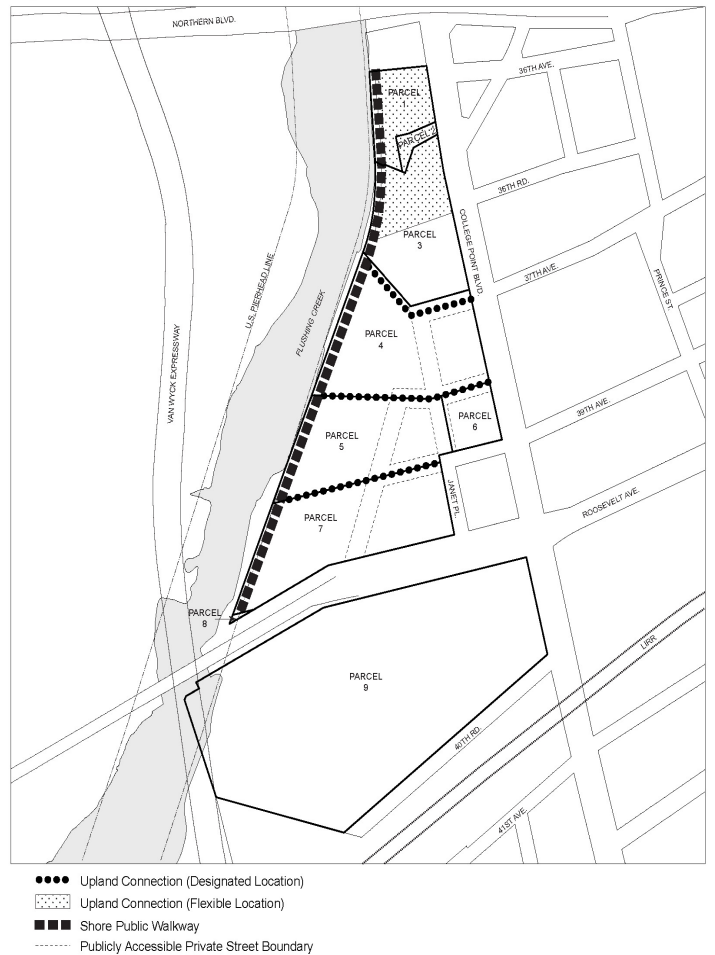 NORTHERN BLVD.
36TH AVE.
PARCEL
1
PARCEL 2
36TH RD.
PARCEL
3
COLLEGE POINT BLVD.
37TH AVE.
PRINCE ST.
U.S. PIERHEAD LINE
FLUSHING CREEK
VAN WYCK EXPRESSWAY
PARCEL
4
39TH AVE.
PARCEL
6
PARCEL
5
JANET PL.
ROOSEVELT AVE.
PARCEL
7
PARCEL
8
LIRR
PARCEL
9
40TH RD.
41ST AVE.
Upland Connection (Designated Location)
Upland Connection (Flexible Location)
Shore Public Walkway
Publicly Accessible Private Street Boundary